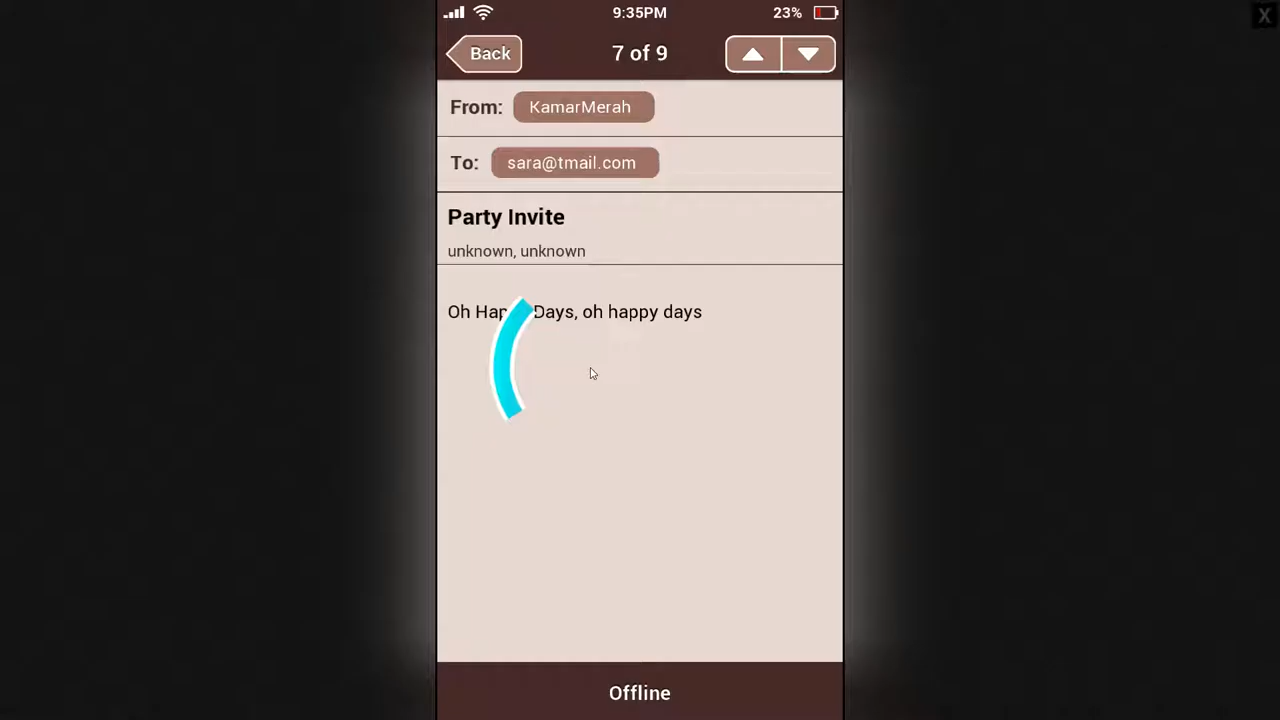 9:35PM 23%
X
Back 7 of 9
From: KamarMerah
To: sara@tmail.com
Party Invite
unknown, unknown
Oh Hap Days, oh happy days
Offline